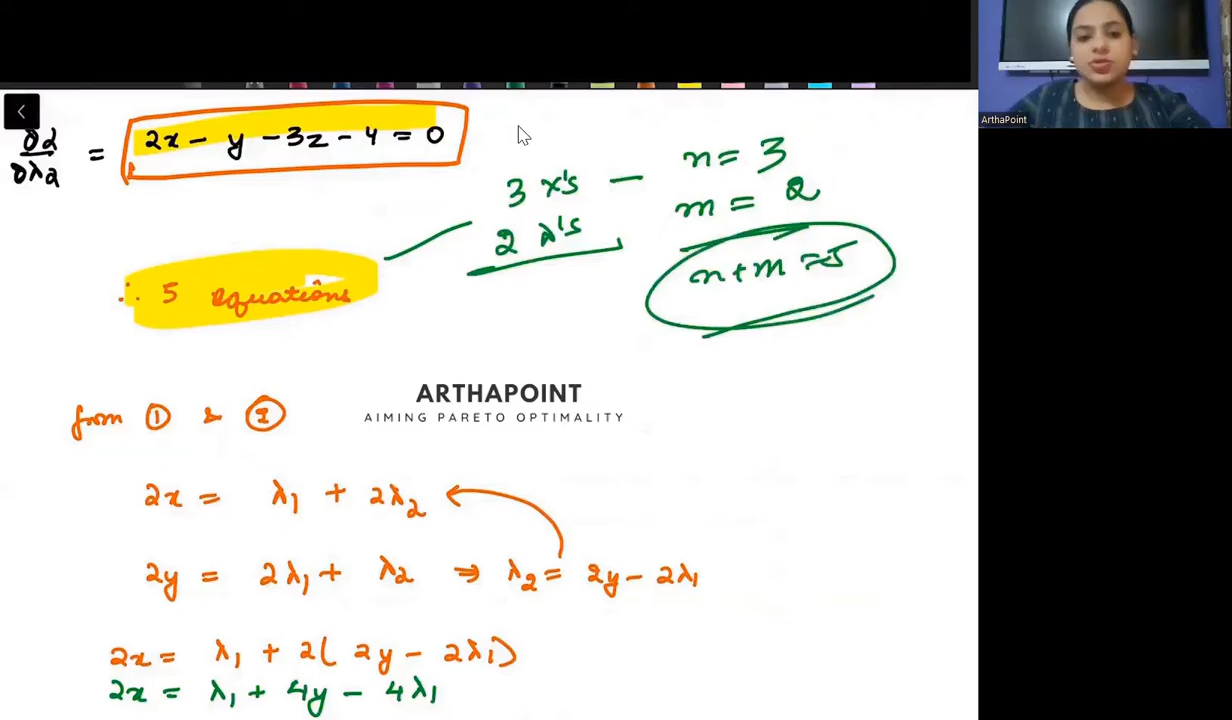 ∂L/∂λ2 = 2x - y - 3z - 4 = 0
3 x's — n = 3
2 λ's m = 2
n+m = 5
∴ 5 equations
ARTHAPOINT
AIMING PARETO OPTIMALITY
from ① & ②
2x = λ1 + 2λ2
2y = 2λ1 + λ2 ⇒ λ2 = 2y - 2λ1
2x = λ1 + 2( 2y - 2λ1)
2x = λ1 + 4y - 4λ1
ArthaPoint